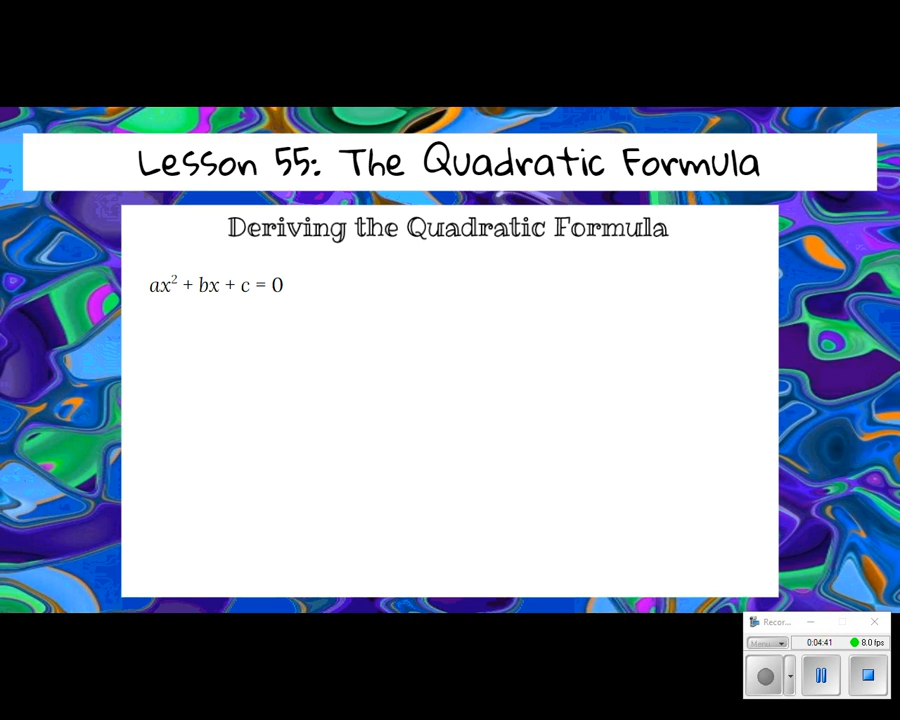 Lesson 55: The Quadratic Formula
Deriving the Quadratic Formula
ax² + bx + c = 0
Recor...
Menu
0:04:41
8.0 fps